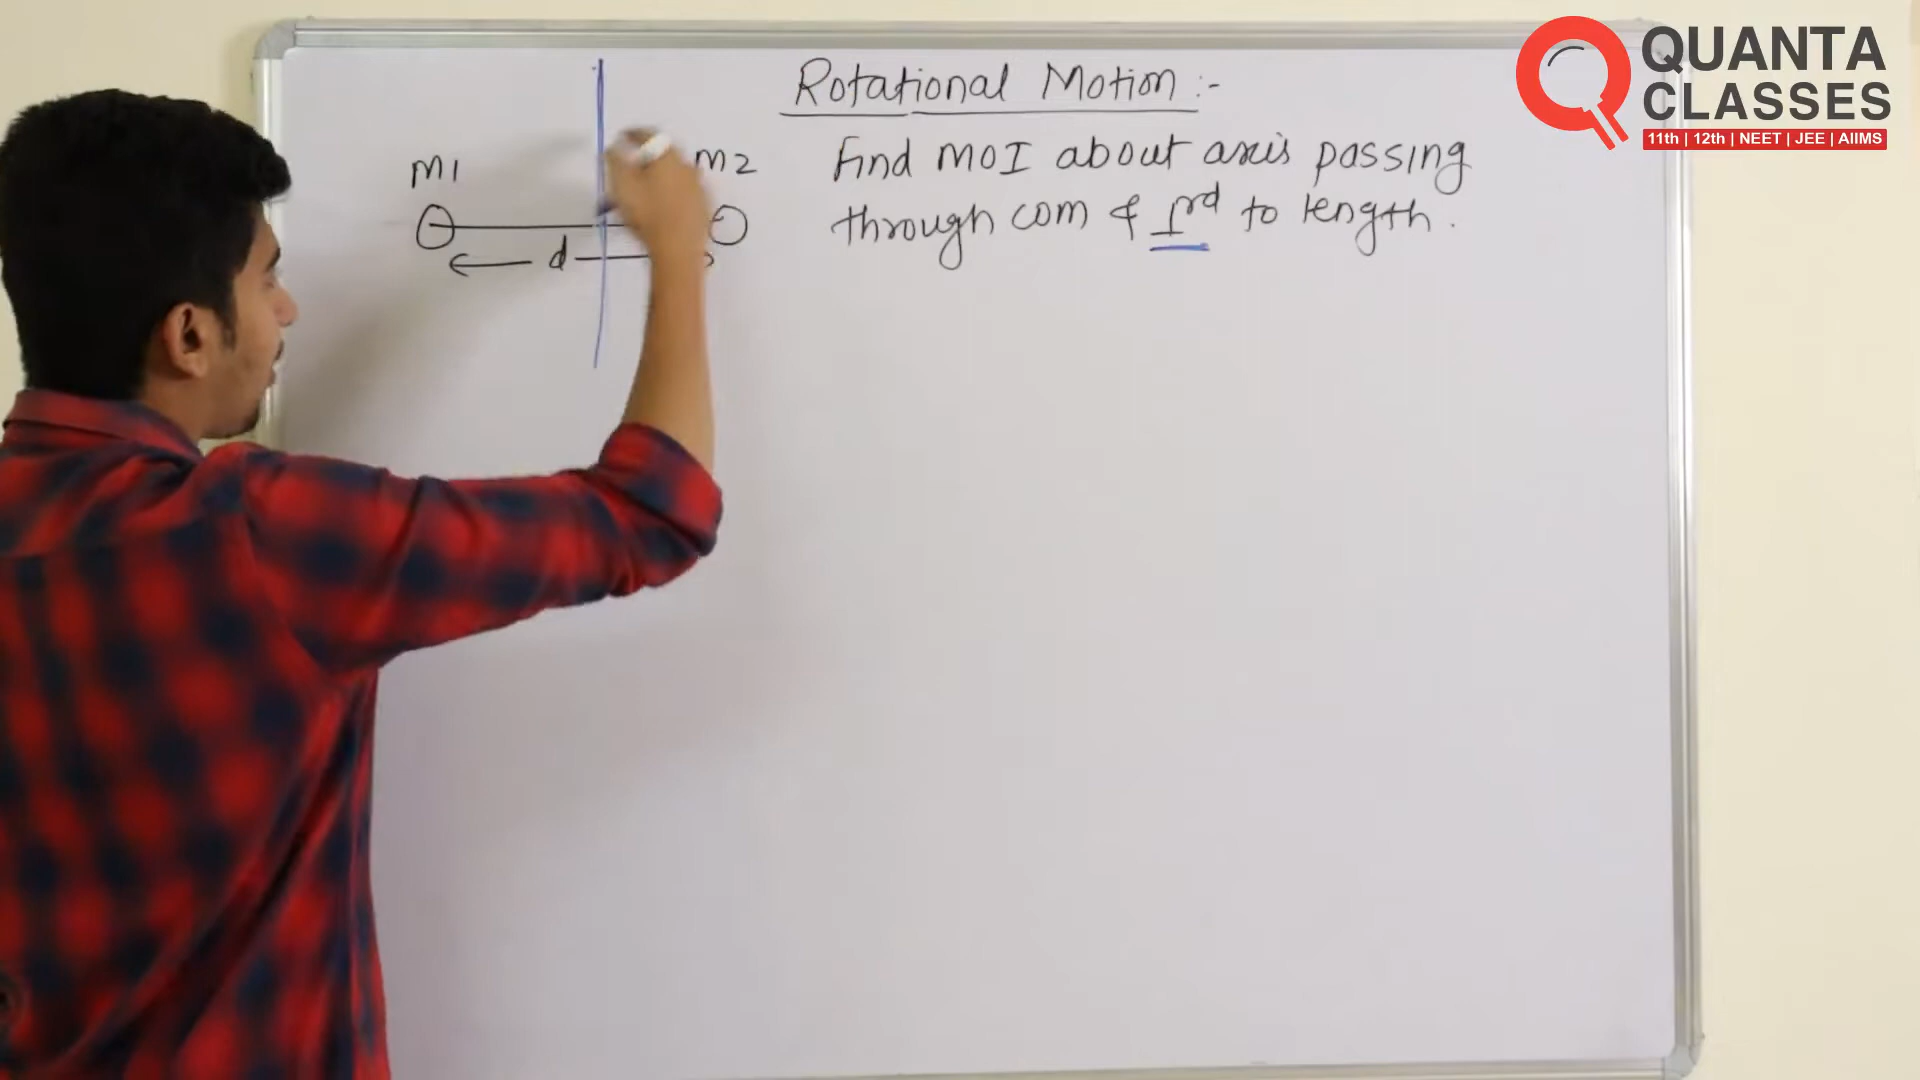 Rotational Motion :-
Find MOI about axis passing
through com & ⊥rd to length.
M1
M2
d
QUANTA
CLASSES
11th | 12th | NEET | JEE | AIIMS